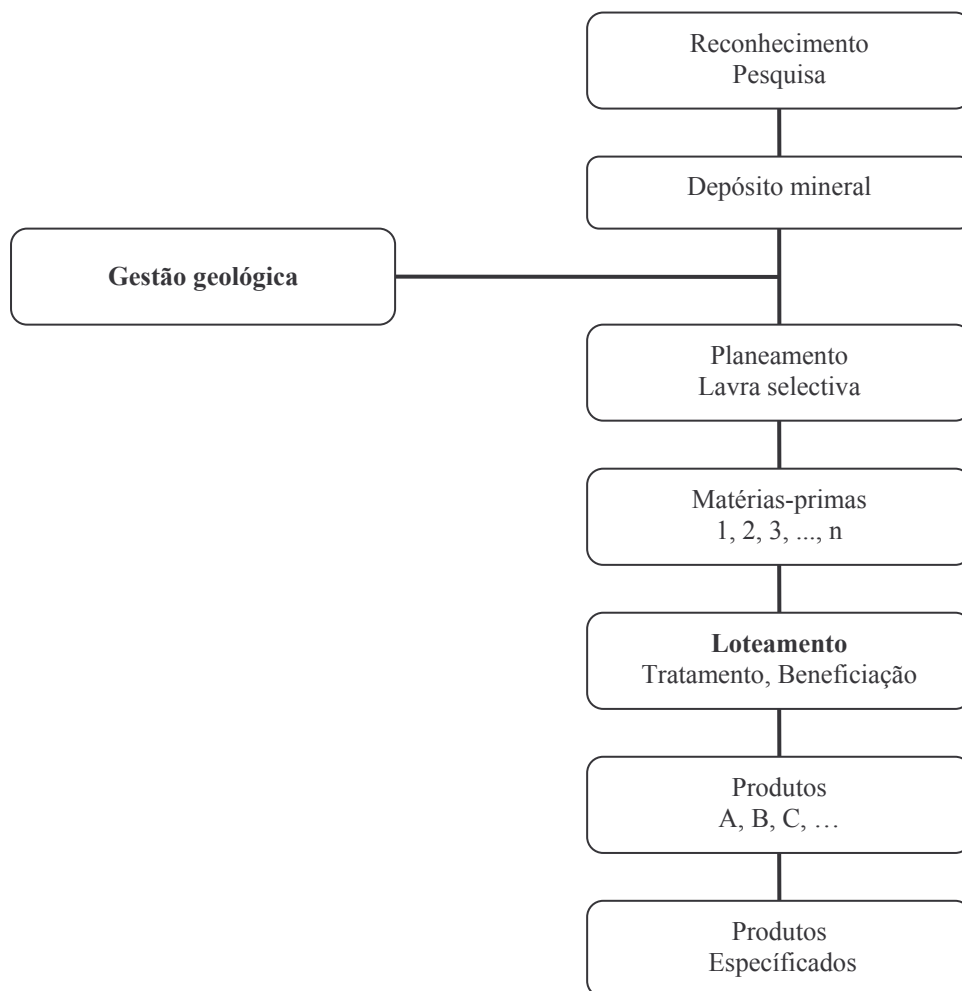 Reconhecimento
Pesquisa
Depósito mineral
Gestão geológica
Planeamento
Lavra selectiva
Matérias-primas
1, 2, 3, ..., n
Loteamento
Tratamento, Beneficiação
Produtos
A, B, C, …
Produtos
Específicados